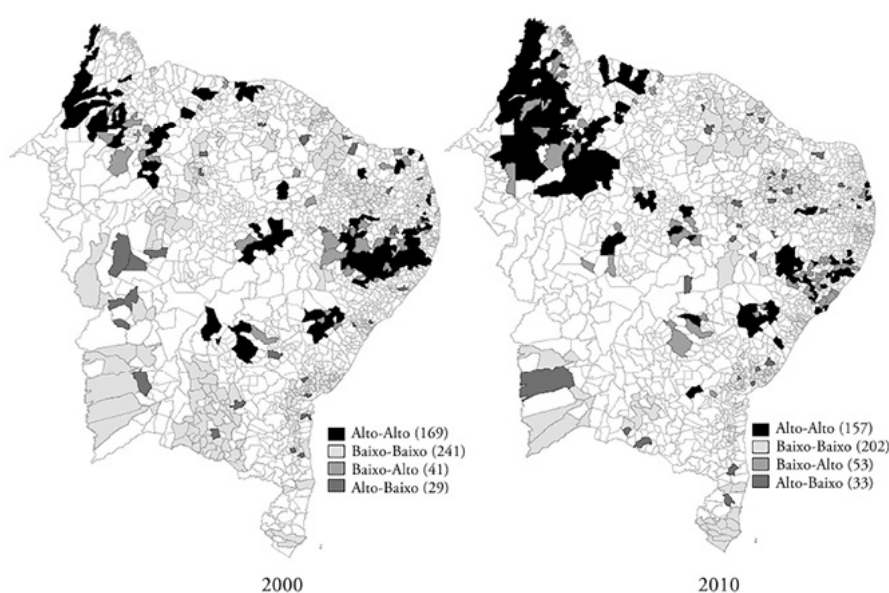 Alto-Alto (169)
Baixo-Baixo (241)
Baixo-Alto (41)
Alto-Baixo (29)
2000
Alto-Alto (157)
Baixo-Baixo (202)
Baixo-Alto (53)
Alto-Baixo (33)
2010